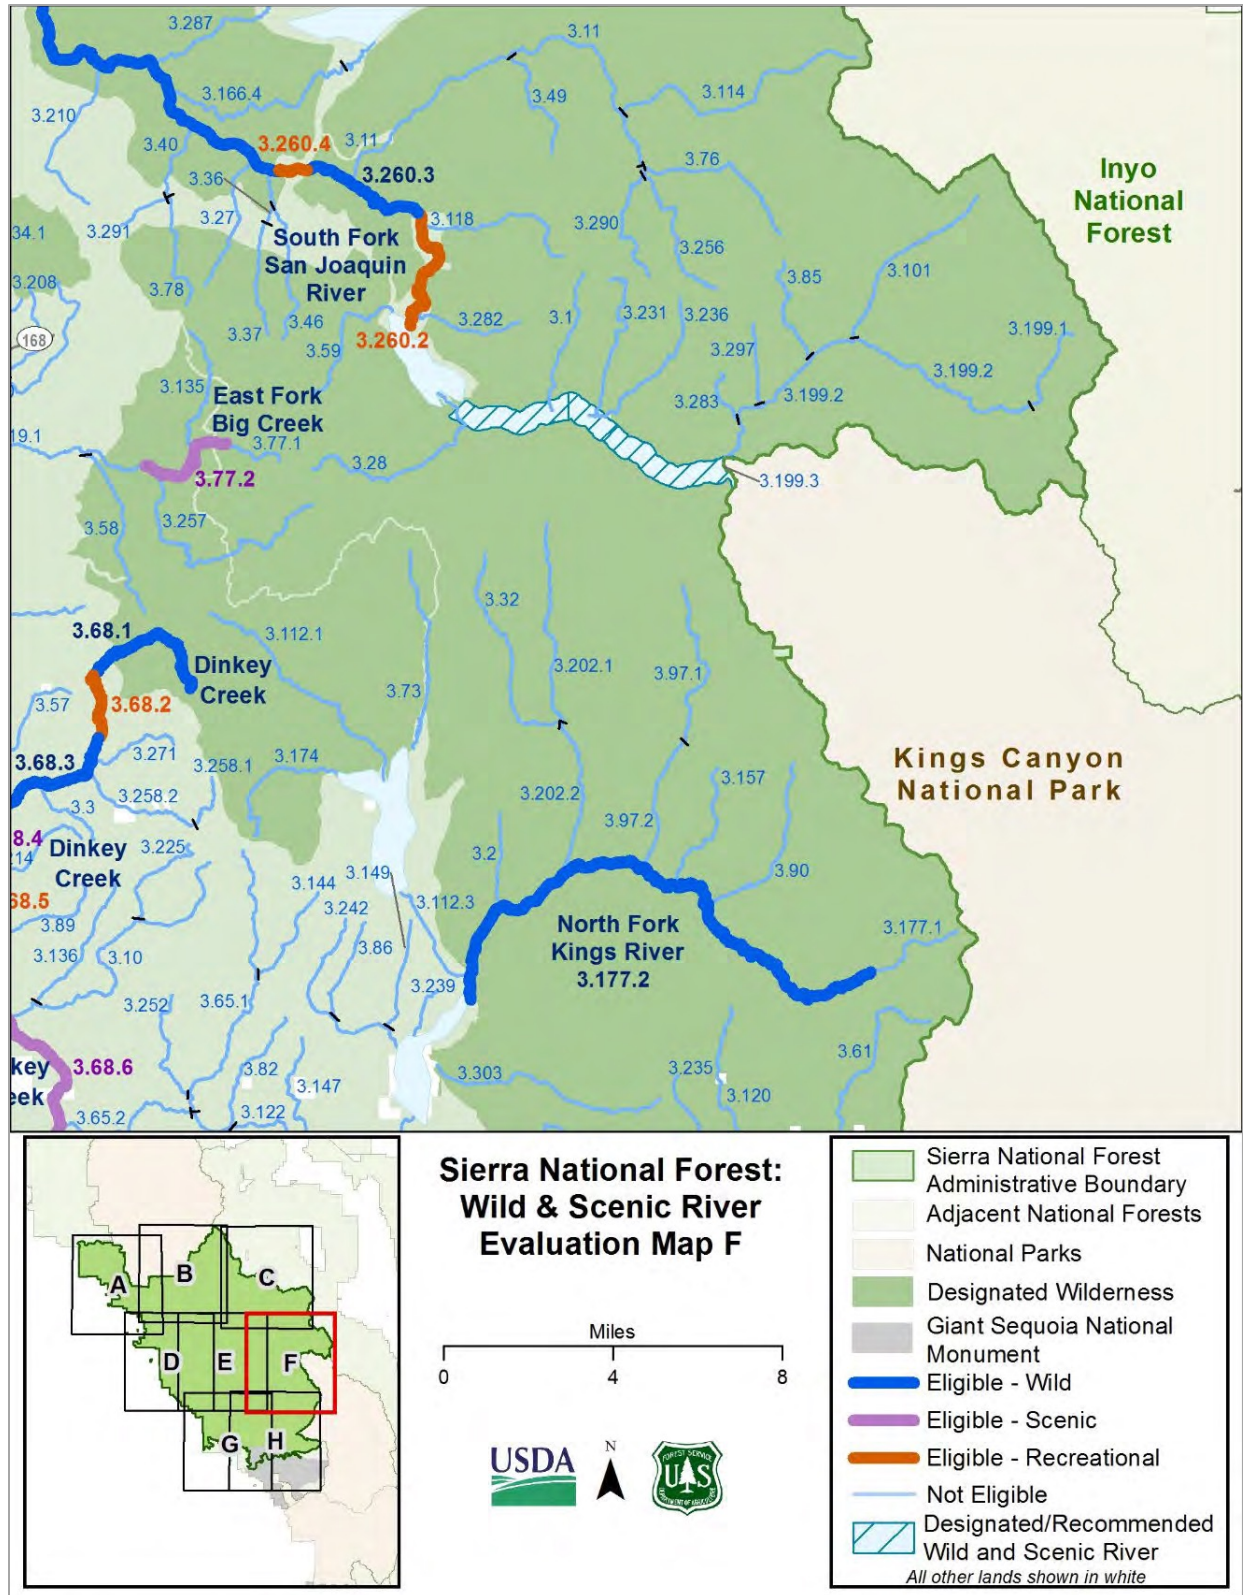 3.287
3.11
3.166.4
3.49
3.114
3.210
3.40
3.260.4
3.11
3.76
3.36
3.260.3
Inyo
National
Forest
3.291
3.27
3.118
3.290
34.1
South Fork
San Joaquin
River
3.256
3.208
3.78
3.85
3.101
168
3.37
3.46
3.282
3.1
3.231
3.236
3.199.1
3.260.2
3.59
3.297
3.199.2
3.135
East Fork
Big Creek
3.283
3.199.2
19.1
3.77.1
3.28
3.77.2
3.199.3
3.58
3.257
3.32
3.68.1
3.112.1
3.202.1
3.97.1
Dinkey
Creek
3.73
3.57
3.68.2
3.271
3.174
3.68.3
3.258.1
Kings Canyon
National Park
3.258.2
3.3
3.202.2
3.157
3.97.2
8.4
214
Dinkey
Creek
3.225
3.2
3.144
3.149
3.90
68.5
3.242
3.112.3
3.89
North Fork
Kings River
3.177.2
3.177.1
3.136
3.10
3.86
3.252
3.65.1
3.239
3.61
key
eek
3.68.6
3.82
3.303
3.235
3.147
3.120
3.65.2
3.122
Sierra National Forest:
Wild & Scenic River
Evaluation Map F
Miles
0 4 8
A
B
C
D
E
F
G
H
USDA
N
FOREST SERVICE
U S
DEPARTMENT OF AGRICULTURE
Sierra National Forest
Administrative Boundary
Adjacent National Forests
National Parks
Designated Wilderness
Giant Sequoia National
Monument
Eligible - Wild
Eligible - Scenic
Eligible - Recreational
Not Eligible
Designated/Recommended
Wild and Scenic River
All other lands shown in white